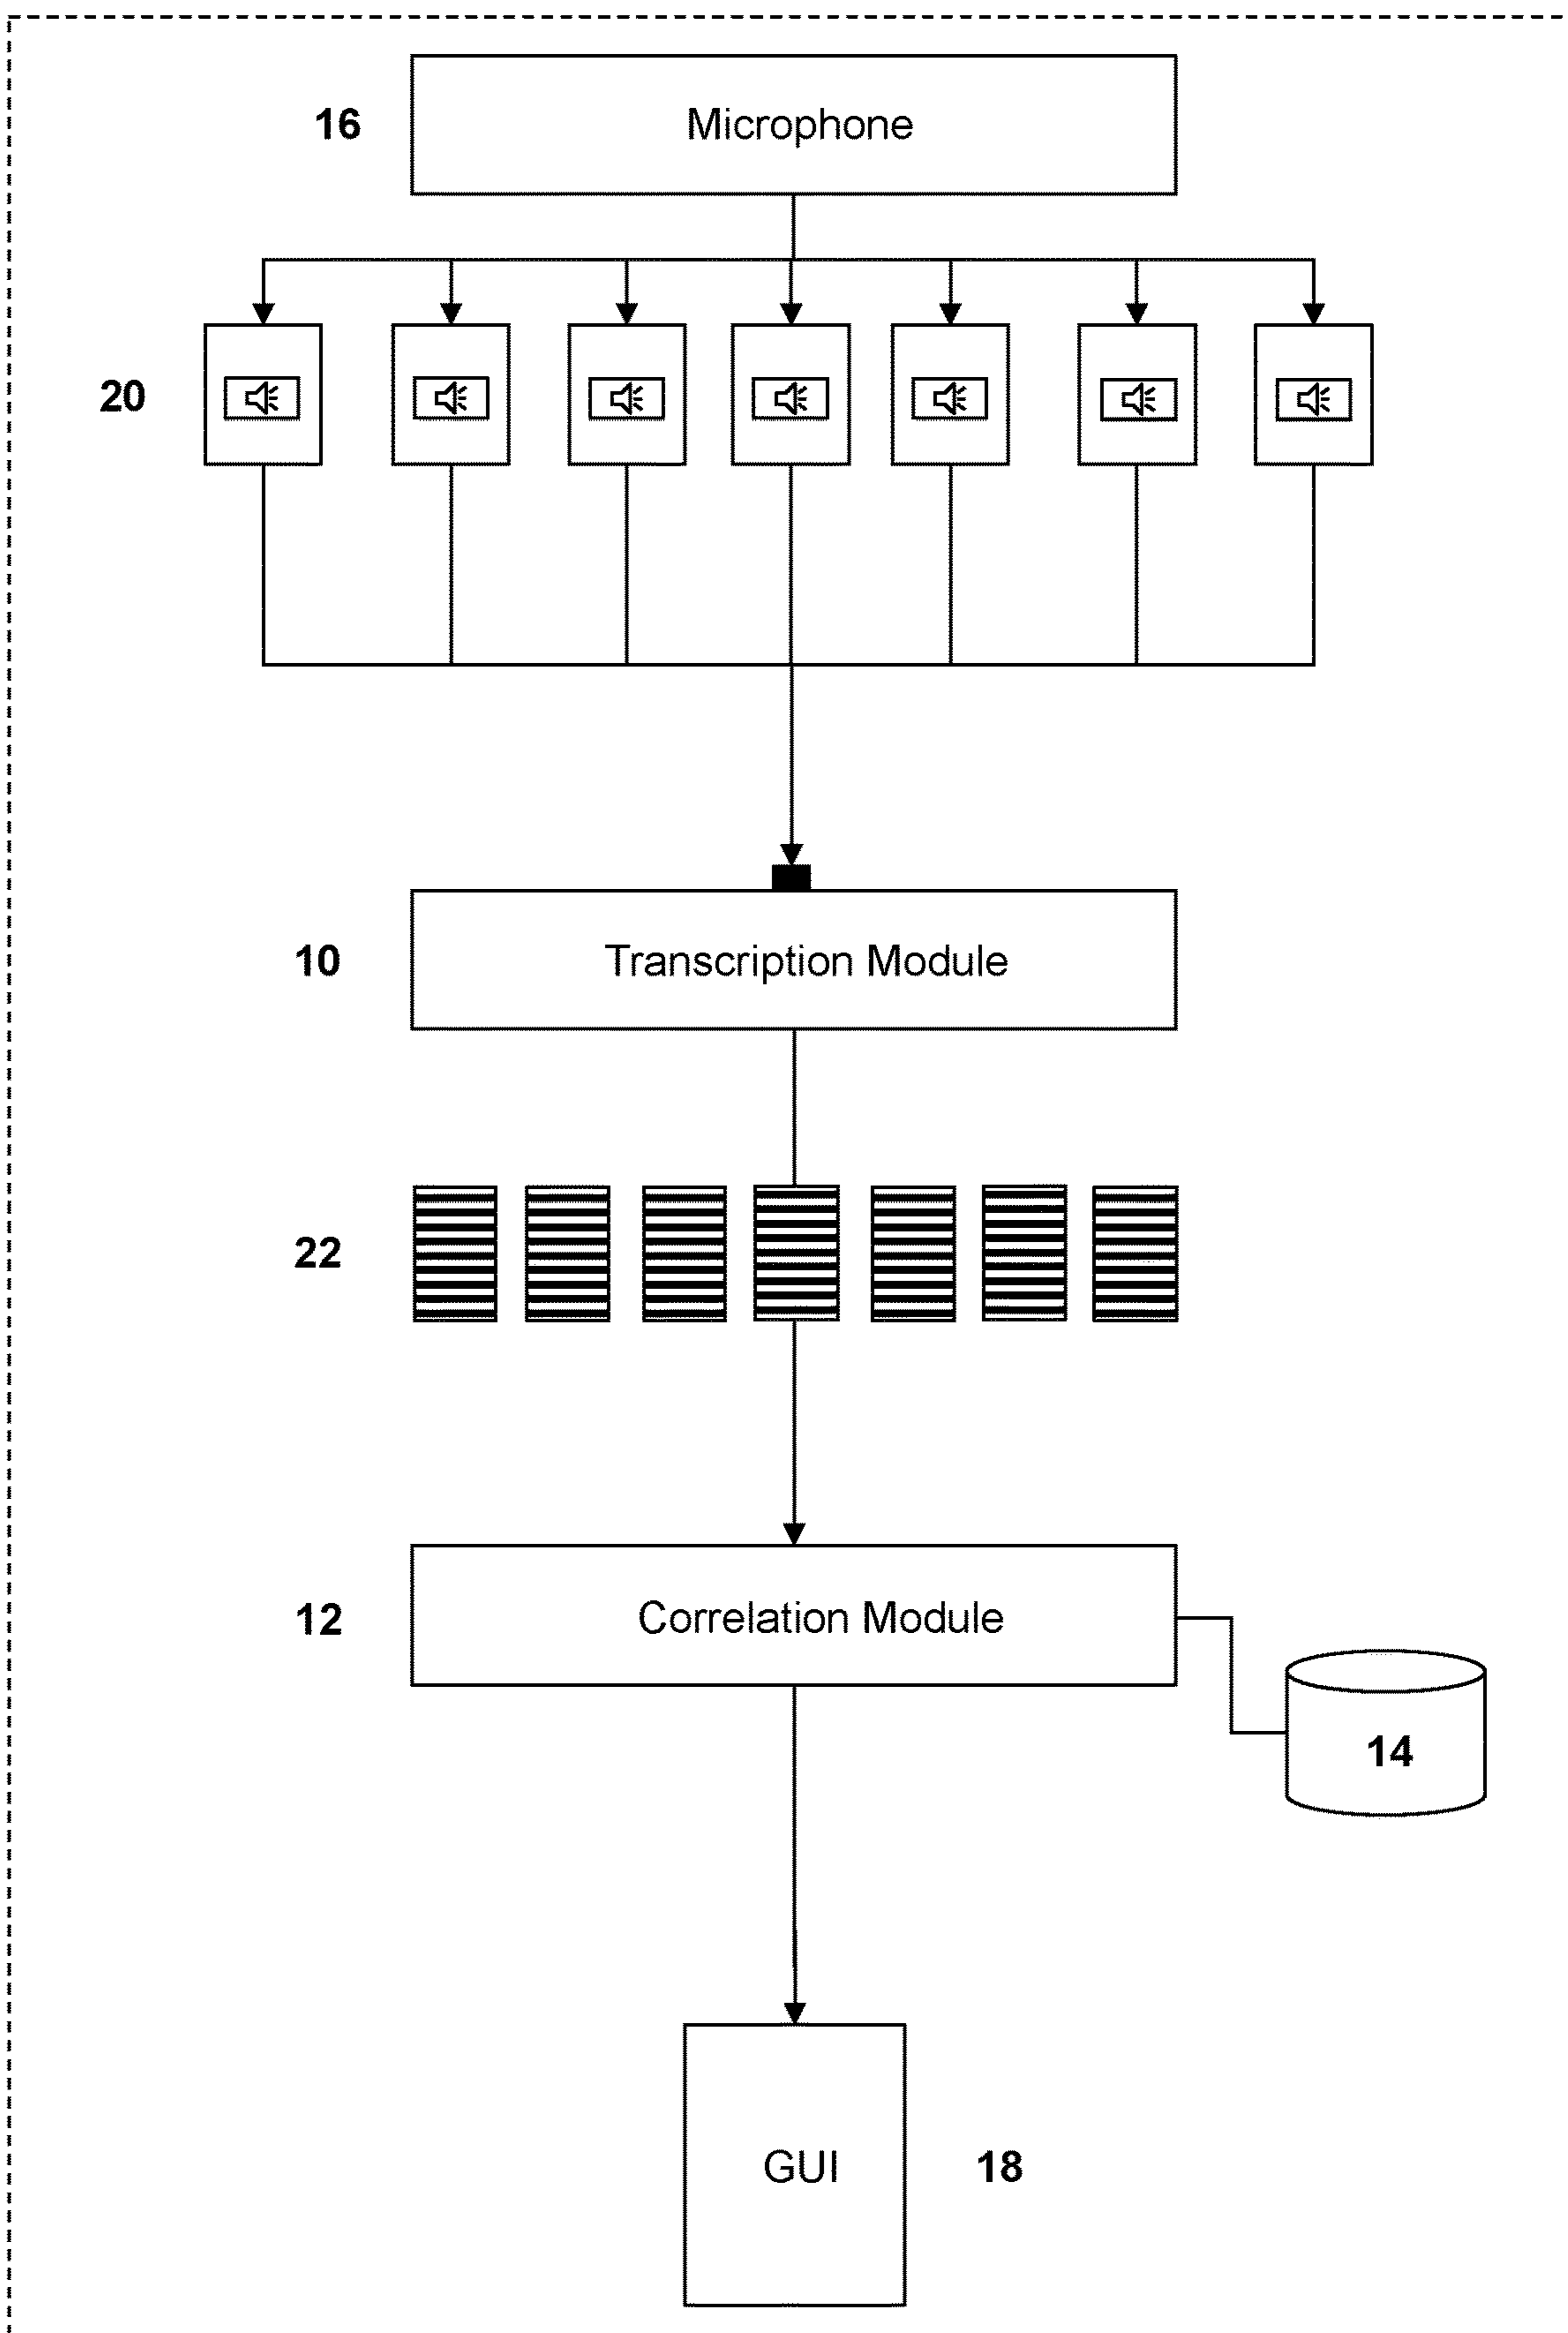 16 Microphone
20
10 Transcription Module
22
12 Correlation Module
14
GUI 18